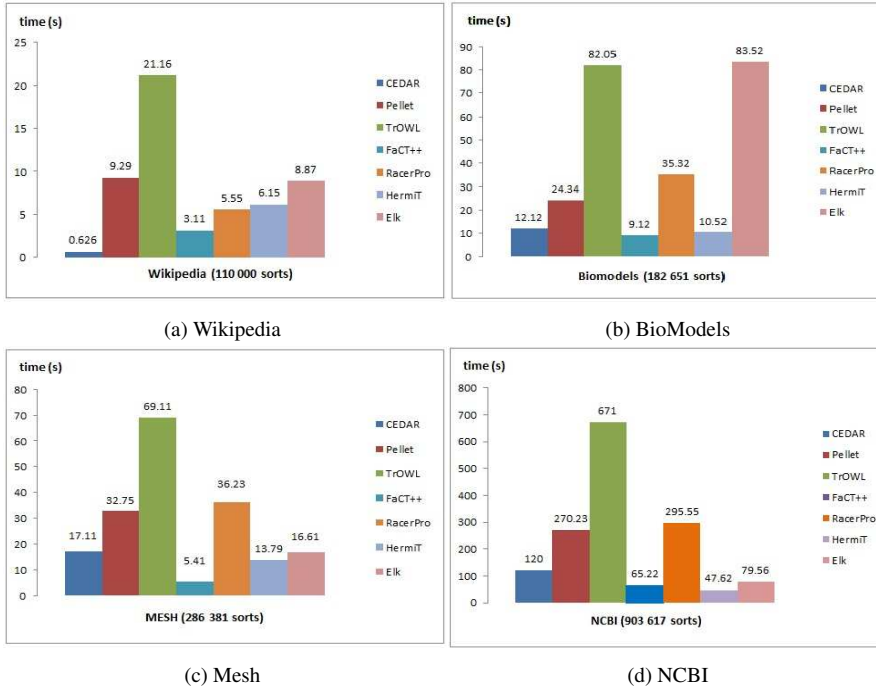 time (s)
25
20
15
10
5
0
0.626
9.29
21.16
3.11
5.55
6.15
8.87
CEDAR
Pellet
TrOWL
FaCT++
RacerPro
HermiT
Elk
Wikipedia (110 000 sorts)
(a) Wikipedia
time(s)
90
80
70
60
50
40
30
20
10
0
12.12
24.34
82.05
9.12
35.32
10.52
83.52
CEDAR
Pellet
TrOWL
FaCT++
RacerPro
HermiT
Elk
Biomodels (182 651 sorts)
(b) BioModels
time (s)
80
70
60
50
40
30
20
10
0
17.11
32.75
69.11
5.41
36.23
13.79
16.61
CEDAR
Pellet
TrOWL
FaCT++
RacerPro
HermiT
Elk
MESH (286 381 sorts)
(c) Mesh
time (s)
800
700
600
500
400
300
200
100
0
120
270.23
671
65.22
295.55
47.62
79.56
CEDAR
Pellet
TrOWL
FaCT++
RacerPro
HermiT
Elk
NCBI (903 617 sorts)
(d) NCBI